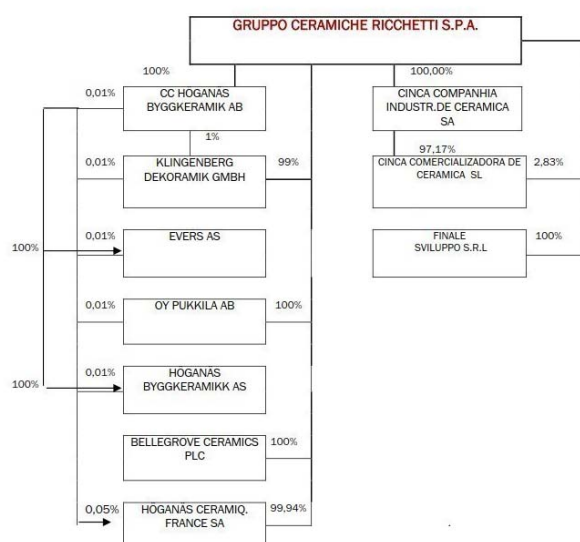 GRUPPO CERAMICHE RICCHETTI S.P.A.
100%
100,00%
0,01%
CC HOGANAS
BYGGKERAMIK AB
CINCA COMPANHIA
INDUSTR.DE CERAMICA
SA
1%
97,17%
0,01%
KLINGENBERG
DEKORAMIK GMBH
99%
CINCA COMERCIALIZADORA DE
CERAMICA SL
2,83%
0,01%
EVERS AS
FINALE
SVILUPPO S.R.L
100%
100%
0,01%
OY PUKKILA AB
100%
0,01%
HÖGANÄS
BYGGKERAMIKK AS
100%
BELLEGROVE CERAMICS
PLC
100%
0,05%
HÖGANÄS CERAMIQ.
FRANCE SA
99,94%